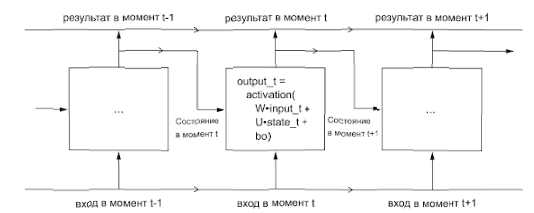 результат в момент t-1
результат в момент t
результат в момент t+1
...
output_t =
activation(
W•input_t +
U•state_t +
bo)
...
Состояние
в момент t
Состояние
в момент t+1
вход в момент t-1
вход в момент t
вход в момент t+1